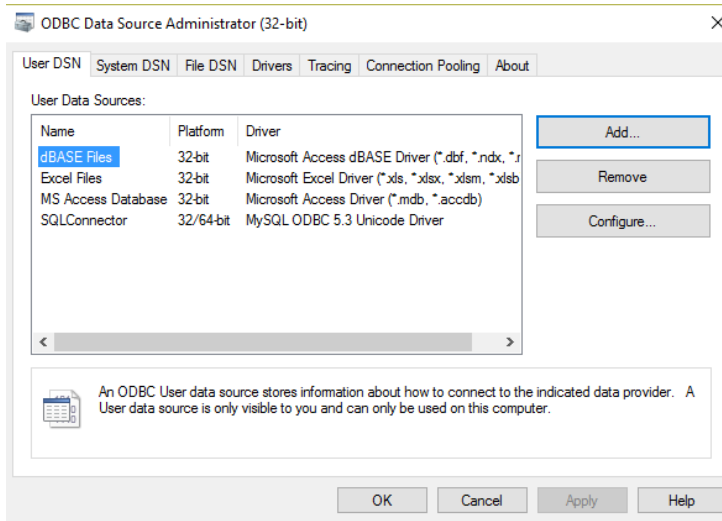 ODBC Data Source Administrator (32-bit)
User DSN System DSN File DSN Drivers Tracing Connection Pooling About
User Data Sources:
Name Platform Driver
dBASE Files 32-bit Microsoft Access dBASE Driver (*.dbf, *.ndx, *.r
Excel Files 32-bit Microsoft Excel Driver (*.xls, *.xlsx, *.xlsm, *.xlsb
MS Access Database 32-bit Microsoft Access Driver (*.mdb, *.accdb)
SQLConnector 32/64-bit MySQL ODBC 5.3 Unicode Driver
Add...
Remove
Configure...
An ODBC User data source stores information about how to connect to the indicated data provider. A
User data source is only visible to you and can only be used on this computer.
OK Cancel Apply Help